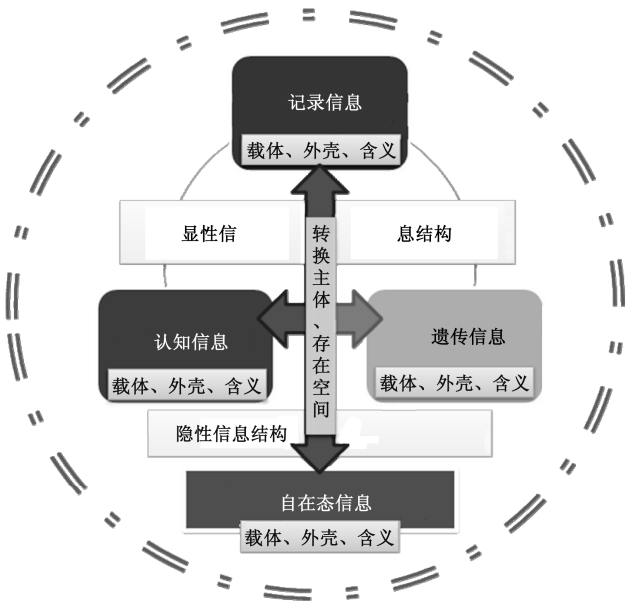 记录信息
载体、外壳、含义
显性信 息结构
转换主体、存在空间
认知信息
载体、外壳、含义
遗传信息
载体、外壳、含义
隐性信息结构
自在态信息
载体、外壳、含义